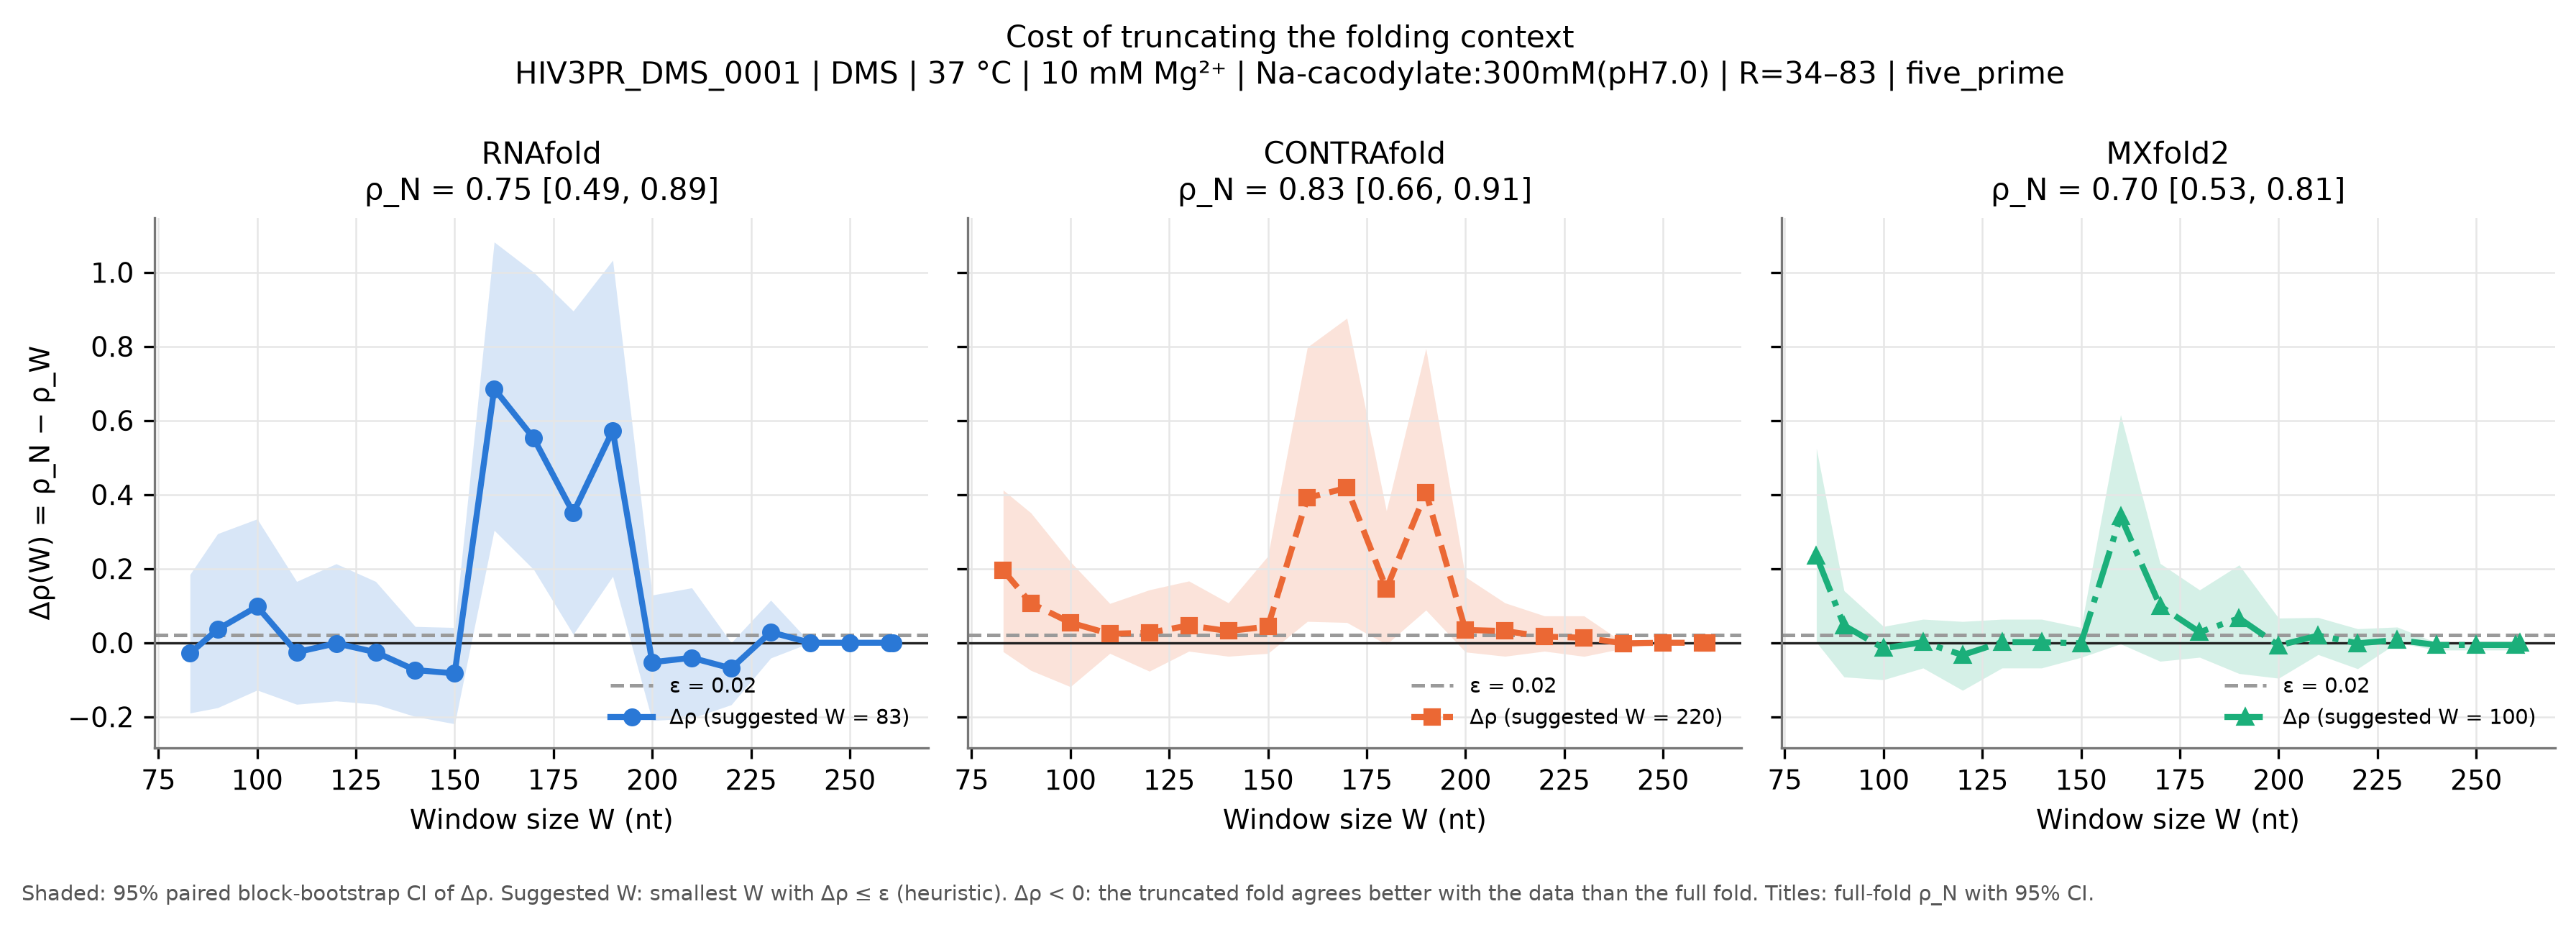 Cost of truncating the folding context
HIV3PR_DMS_0001 | DMS | 37 °C | 10 mM Mg²⁺ | Na-cacodylate:300mM(pH7.0) | R=34–83 | five_prime
RNAfold
ρ_N = 0.75 [0.49, 0.89]
CONTRAfold
ρ_N = 0.83 [0.66, 0.91]
MXfold2
ρ_N = 0.70 [0.53, 0.81]
Δρ(W) = ρ_N − ρ_W
1.0
0.8
0.6
0.4
0.2
0.0
−0.2
ε = 0.02
Δρ (suggested W = 83)
ε = 0.02
Δρ (suggested W = 220)
ε = 0.02
Δρ (suggested W = 100)
75 100 125 150 175 200 225 250
75 100 125 150 175 200 225 250
75 100 125 150 175 200 225 250
Window size W (nt)
Window size W (nt)
Window size W (nt)
Shaded: 95% paired block-bootstrap CI of Δρ. Suggested W: smallest W with Δρ ≤ ε (heuristic). Δρ < 0: the truncated fold agrees better with the data than the full fold. Titles: full-fold ρ_N with 95% CI.